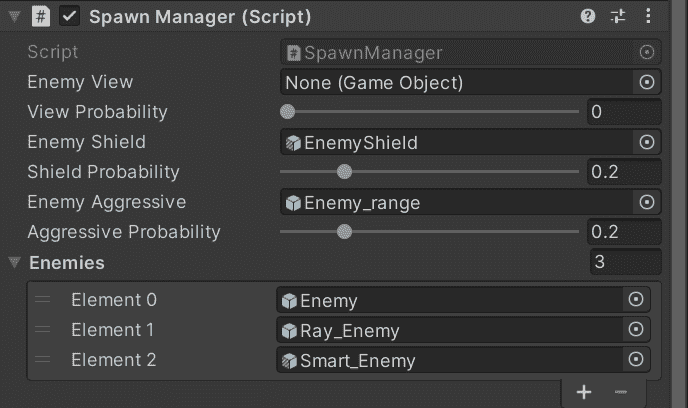 # Spawn Manager (Script)
Script # SpawnManager
Enemy View None (Game Object)
View Probability 0
Enemy Shield EnemyShield
Shield Probability 0.2
Enemy Aggressive Enemy_range
Aggressive Probability 0.2
Enemies 3
Element 0 Enemy
Element 1 Ray_Enemy
Element 2 Smart_Enemy
+ −